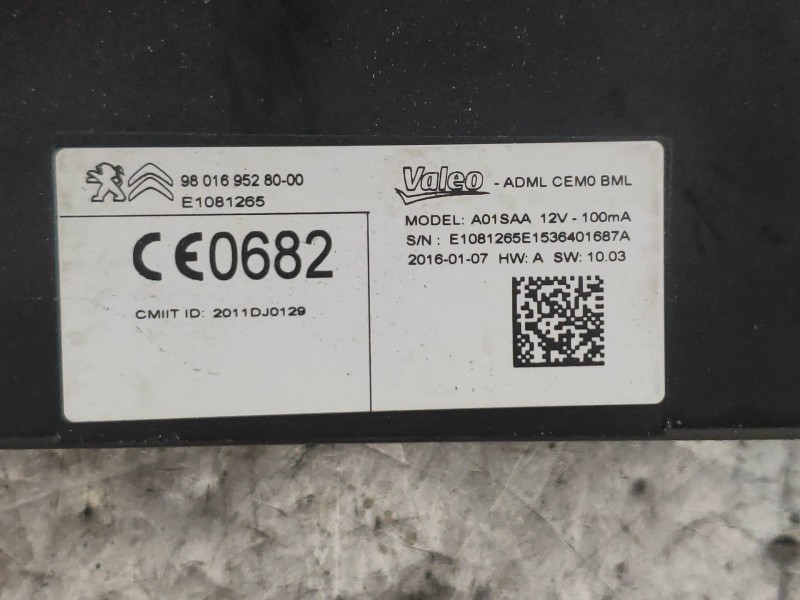 98 016 952 80-00
E1081265
CE0682
CMIIT ID: 2011DJ0129
Valeo - ADML CEM0 BML
MODEL: A01SAA 12V - 100mA
S/N : E1081265E1536401687A
2016-01-07 HW: A SW: 10.03